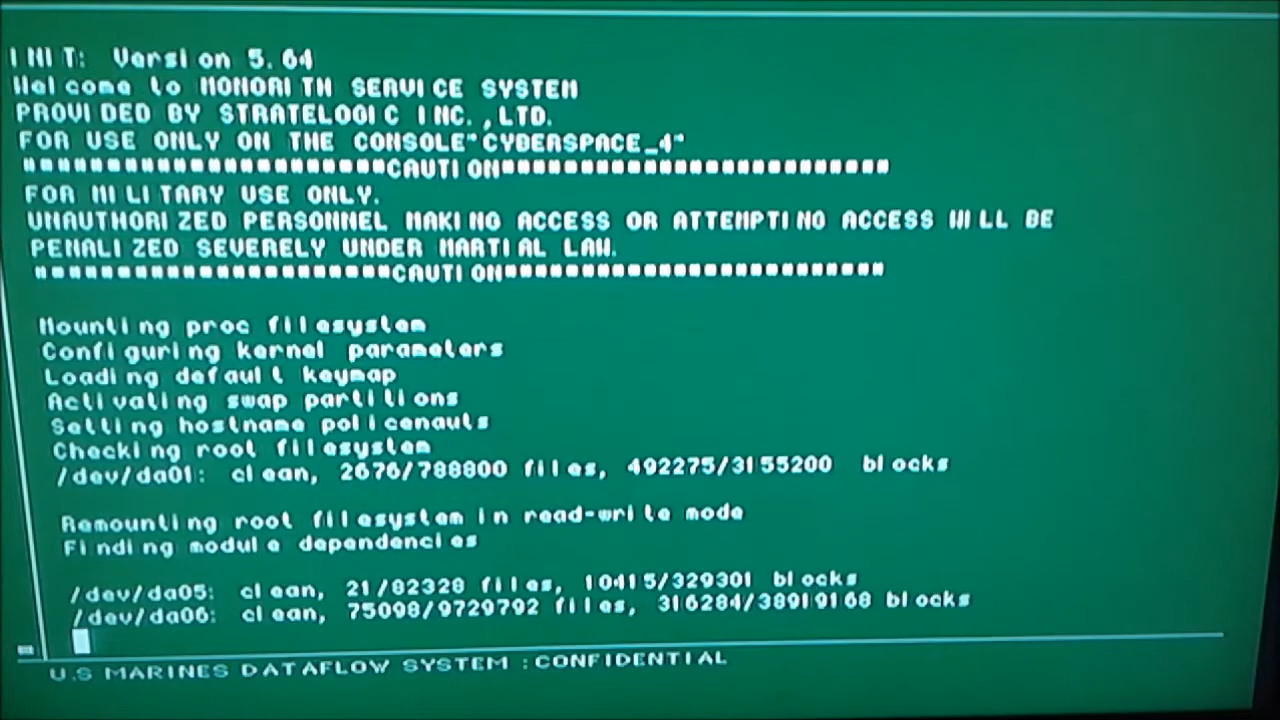 INIT: Version 5.64
Welcome to MONORITH SERVICE SYSTEM
PROVIDED BY STRATELOGIC INC.,LTD.
FOR USE ONLY ON THE CONSOLE"CYBERSPACE_4"
■■■■■■■■■■■■■■■■■■■■■■■CAUTION■■■■■■■■■■■■■■■■■■■■■■■■■
FOR MILITARY USE ONLY.
UNAUTHORIZED PERSONNEL MAKING ACCESS OR ATTEMPTING ACCESS WILL BE
PENALIZED SEVERELY UNDER MARTIAL LAW.
■■■■■■■■■■■■■■■■■■■■■■■CAUTION■■■■■■■■■■■■■■■■■■■■■■■■■
Mounting proc filesystem
Configuring kernel parameters
Loading default keymap
Activating swap partitions
Setting hostname policenauts
Checking root filesystem
/dev/da01: clean, 2676/788800 files, 492275/3155200 blocks
Remounting root filesystem in read-write mode
Finding module dependencies
/dev/da05: clean, 21/82328 files, 10415/329301 blocks
/dev/da06: clean, 75098/9729792 files, 316284/38919168 blocks
U.S MARINES DATAFLOW SYSTEM :CONFIDENTIAL